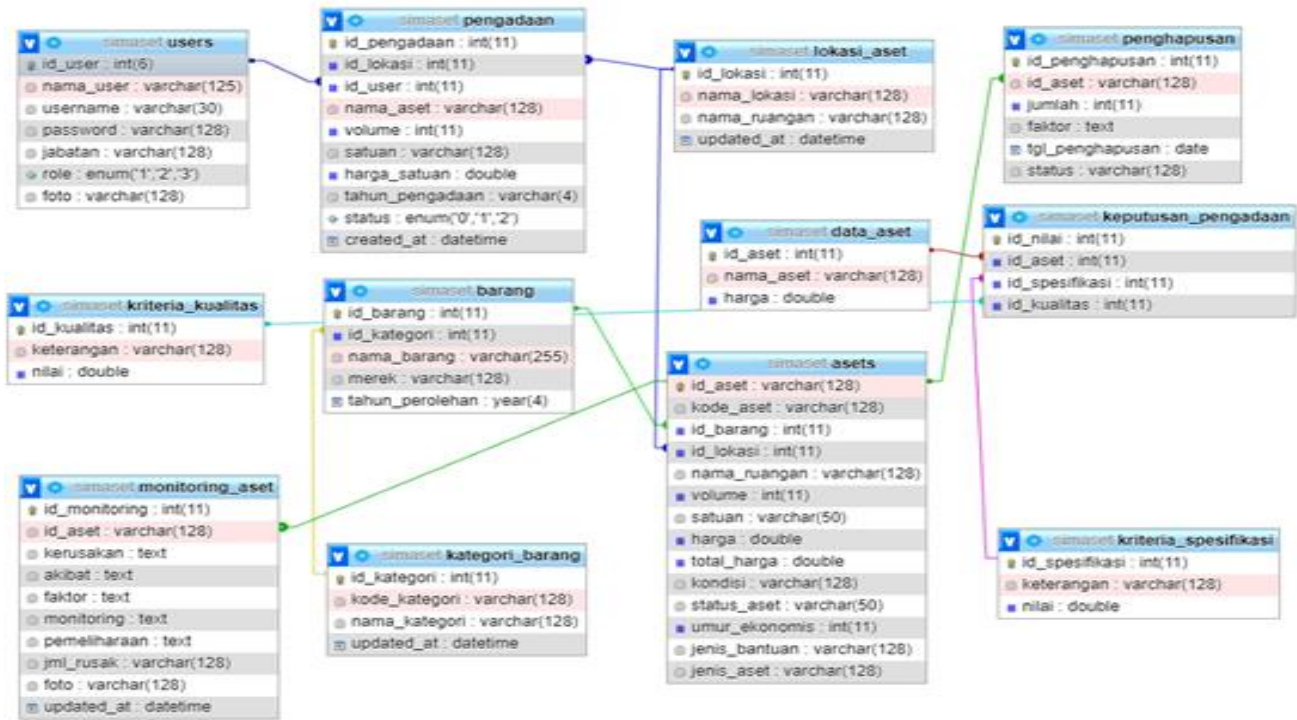 simaset users
id_user : int(6)
nama_user : varchar(125)
username : varchar(30)
password : varchar(128)
jabatan : varchar(128)
role : enum('1','2','3')
foto : varchar(128)
simaset pengadaan
id_pengadaan : int(11)
id_lokasi : int(11)
id_user : int(11)
nama_aset : varchar(128)
volume : int(11)
satuan : varchar(128)
harga_satuan : double
tahun_pengadaan : varchar(4)
status : enum('0','1','2')
created_at : datetime
simaset lokasi_aset
id_lokasi : int(11)
nama_lokasi : varchar(128)
nama_ruangan : varchar(128)
updated_at : datetime
simaset penghapusan
id_penghapusan : int(11)
id_aset : varchar(128)
jumlah : int(11)
faktor : text
tgl_penghapusan : date
status : varchar(128)
simaset data_aset
id_aset : int(11)
nama_aset : varchar(128)
harga : double
simaset keputusan_pengadaan
id_nilai : int(11)
id_aset : int(11)
id_spesifikasi : int(11)
id_kualitas : int(11)
simaset kriteria_kualitas
id_kualitas : int(11)
keterangan : varchar(128)
nilai : double
simaset barang
id_barang : int(11)
id_kategori : int(11)
nama_barang : varchar(255)
merek : varchar(128)
tahun_perolehan : year(4)
simaset asets
id_aset : varchar(128)
kode_aset : varchar(128)
id_barang : int(11)
id_lokasi : int(11)
nama_ruangan : varchar(128)
volume : int(11)
satuan : varchar(50)
harga : double
total_harga : double
kondisi : varchar(128)
status_aset : varchar(50)
umur_ekonomis : int(11)
jenis_bantuan : varchar(128)
jenis_aset : varchar(128)
simaset monitoring_aset
id_monitoring : int(11)
id_aset : varchar(128)
kerusakan : text
akibat : text
faktor : text
monitoring : text
pemeliharaan : text
jml_rusak : varchar(128)
foto : varchar(128)
updated_at : datetime
simaset kategori_barang
id_kategori : int(11)
kode_kategori : varchar(128)
nama_kategori : varchar(128)
updated_at : datetime
simaset kriteria_spesifikasi
id_spesifikasi : int(11)
keterangan : varchar(128)
nilai : double